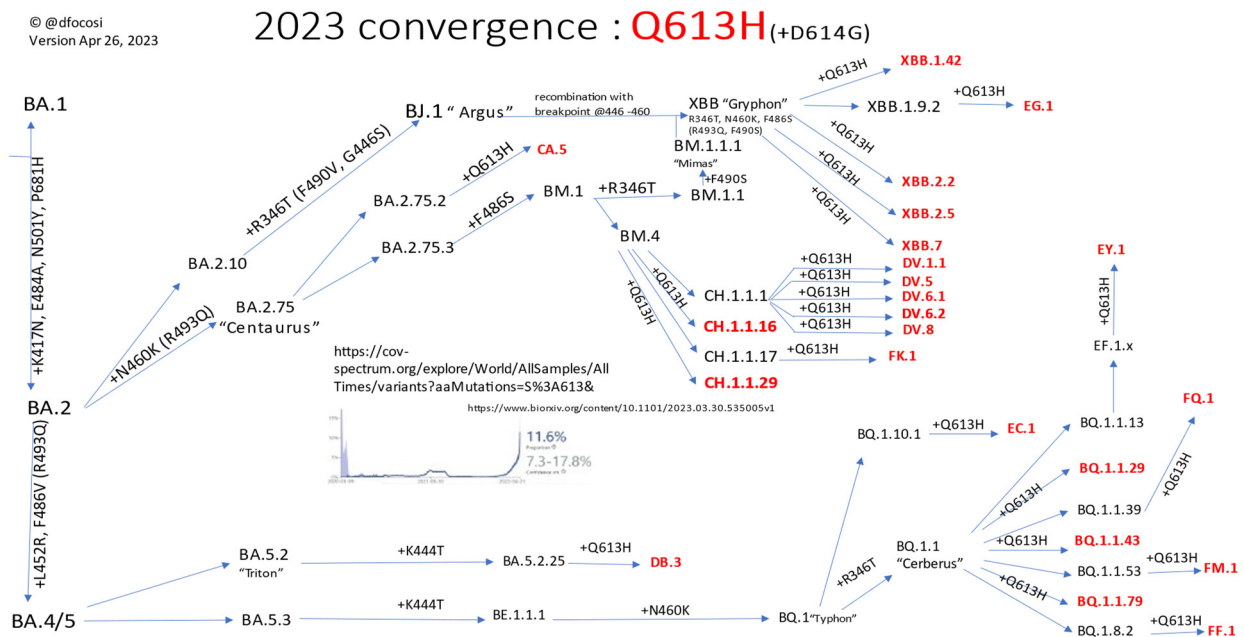 © @dfocosi
Version Apr 26, 2023
2023 convergence : Q613H (+D614G)
BA.1
+K417N, E484A, N501Y, P681H
BA.2
+L452R, F486V (R493Q)
BA.4/5
BA.2.10
+N460K (R493Q)
BA.2.75
"Centaurus"
+R346T (F490V, G446S)
BJ.1 "Argus"
recombination with
breakpoint @446 -460
XBB "Gryphon"
R346T, N460K, F486S
(R493Q, F490S)
BM.1.1.1
"Mimas"
+F490S
BM.1.1
BA.2.75.2
+Q613H
CA.5
BA.2.75.3
+F486S
BM.1
+R346T
BM.4
+Q613H
XBB.1.42
XBB.1.9.2
+Q613H
EG.1
+Q613H
XBB.2.2
+Q613H
XBB.2.5
+Q613H
XBB.7
CH.1.1.1
+Q613H
DV.1.1
+Q613H
DV.5
+Q613H
DV.6.1
+Q613H
DV.6.2
+Q613H
DV.8
+Q613H
CH.1.1.16
CH.1.1.17
+Q613H
FK.1
+Q613H
CH.1.1.29
https://cov-
spectrum.org/explore/World/AllSamples/All
Times/variants?aaMutations=S%3A613&
https://www.biorxiv.org/content/10.1101/2023.03.30.535005v1
11.6%
Proportion
7.3-17.8%
BA.5.2
"Triton"
+K444T
BA.5.2.25
+Q613H
DB.3
BA.5.3
+K444T
BE.1.1.1
+N460K
BQ.1 "Typhon"
BQ.1.10.1
+Q613H
EC.1
+R346T
BQ.1.1
"Cerberus"
EY.1
+Q613H
EF.1.x
BQ.1.1.13
+Q613H
BQ.1.1.29
BQ.1.1.39
+Q613H
FQ.1
+Q613H
BQ.1.1.43
BQ.1.1.53
+Q613H
FM.1
+Q613H
BQ.1.1.79
BQ.1.8.2
+Q613H
FF.1